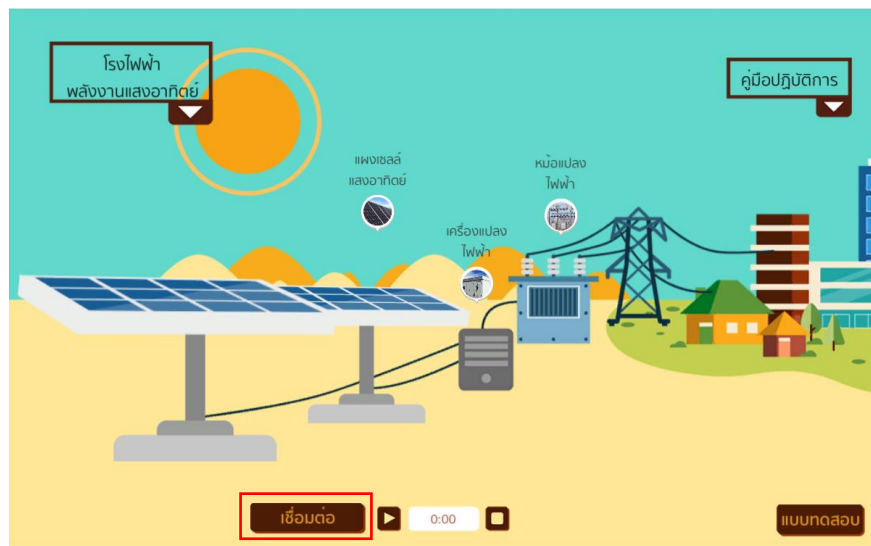 โรงไฟฟ้า
พลังงานแสงอาทิตย์
คู่มือปฏิบัติการ
แผงเซลล์
แสงอาทิตย์
หม้อแปลง
ไฟฟ้า
เครื่องแปลง
ไฟฟ้า
เชื่อมต่อ
0:00
แบบทดสอบ